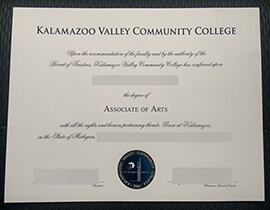 KALAMAZOO VALLEY COMMUNITY COLLEGE
Upon the recommendation of the faculty and by the authority of the
Board of Trustees, Kalamazoo Valley Community College has conferred upon
the degree of
ASSOCIATE OF ARTS
with all the rights and honors pertaining thereto. Given at Kalamazoo,
in the State of Michigan,
President